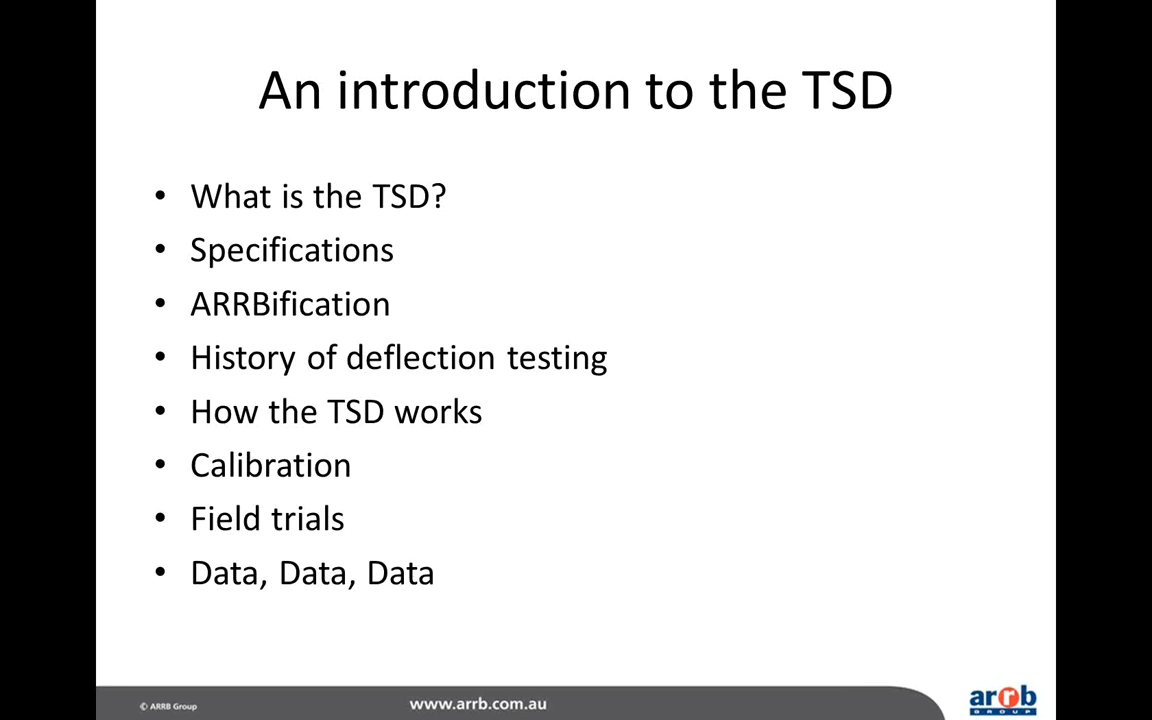 An introduction to the TSD
• What is the TSD?
• Specifications
• ARRBification
• History of deflection testing
• How the TSD works
• Calibration
• Field trials
• Data, Data, Data
© ARRB Group
www.arrb.com.au
arrb
GROUP